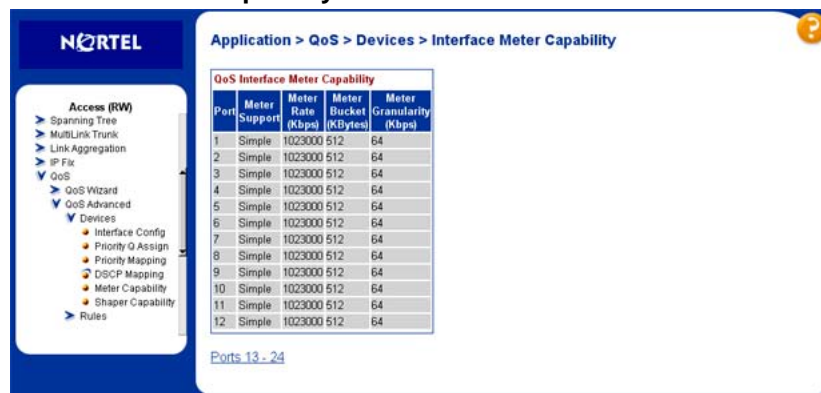 NORTEL
Application > QoS > Devices > Interface Meter Capability
?
Access (RW)
Spanning Tree
MultiLink Trunk
Link Aggregation
IP Fix
QoS
QoS Wizard
QoS Advanced
Devices
Interface Config
Priority Q Assign
Priority Mapping
DSCP Mapping
Meter Capability
Shaper Capability
Rules
QoS Interface Meter Capability
Port Meter Support Meter Rate (Kbps) Meter Bucket (KBytes) Meter Granularity (Kbps)
1 Simple 1023000 512 64
2 Simple 1023000 512 64
3 Simple 1023000 512 64
4 Simple 1023000 512 64
5 Simple 1023000 512 64
6 Simple 1023000 512 64
7 Simple 1023000 512 64
8 Simple 1023000 512 64
9 Simple 1023000 512 64
10 Simple 1023000 512 64
11 Simple 1023000 512 64
12 Simple 1023000 512 64
Ports 13 - 24